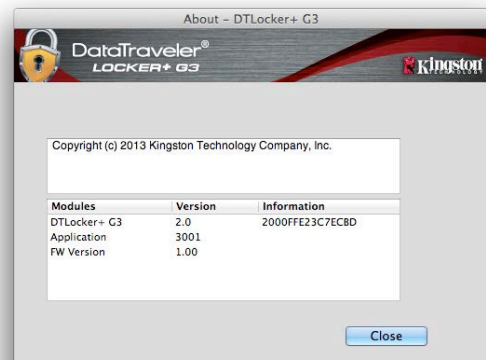 About – DTLocker+ G3
DataTraveler®
LOCKER+ G3
Kingston
TECHNOLOGY
Copyright (c) 2013 Kingston Technology Company, Inc.
Modules Version Information
DTLocker+ G3 2.0 2000FFE23C7ECBD
Application 3001
FW Version 1.00
Close